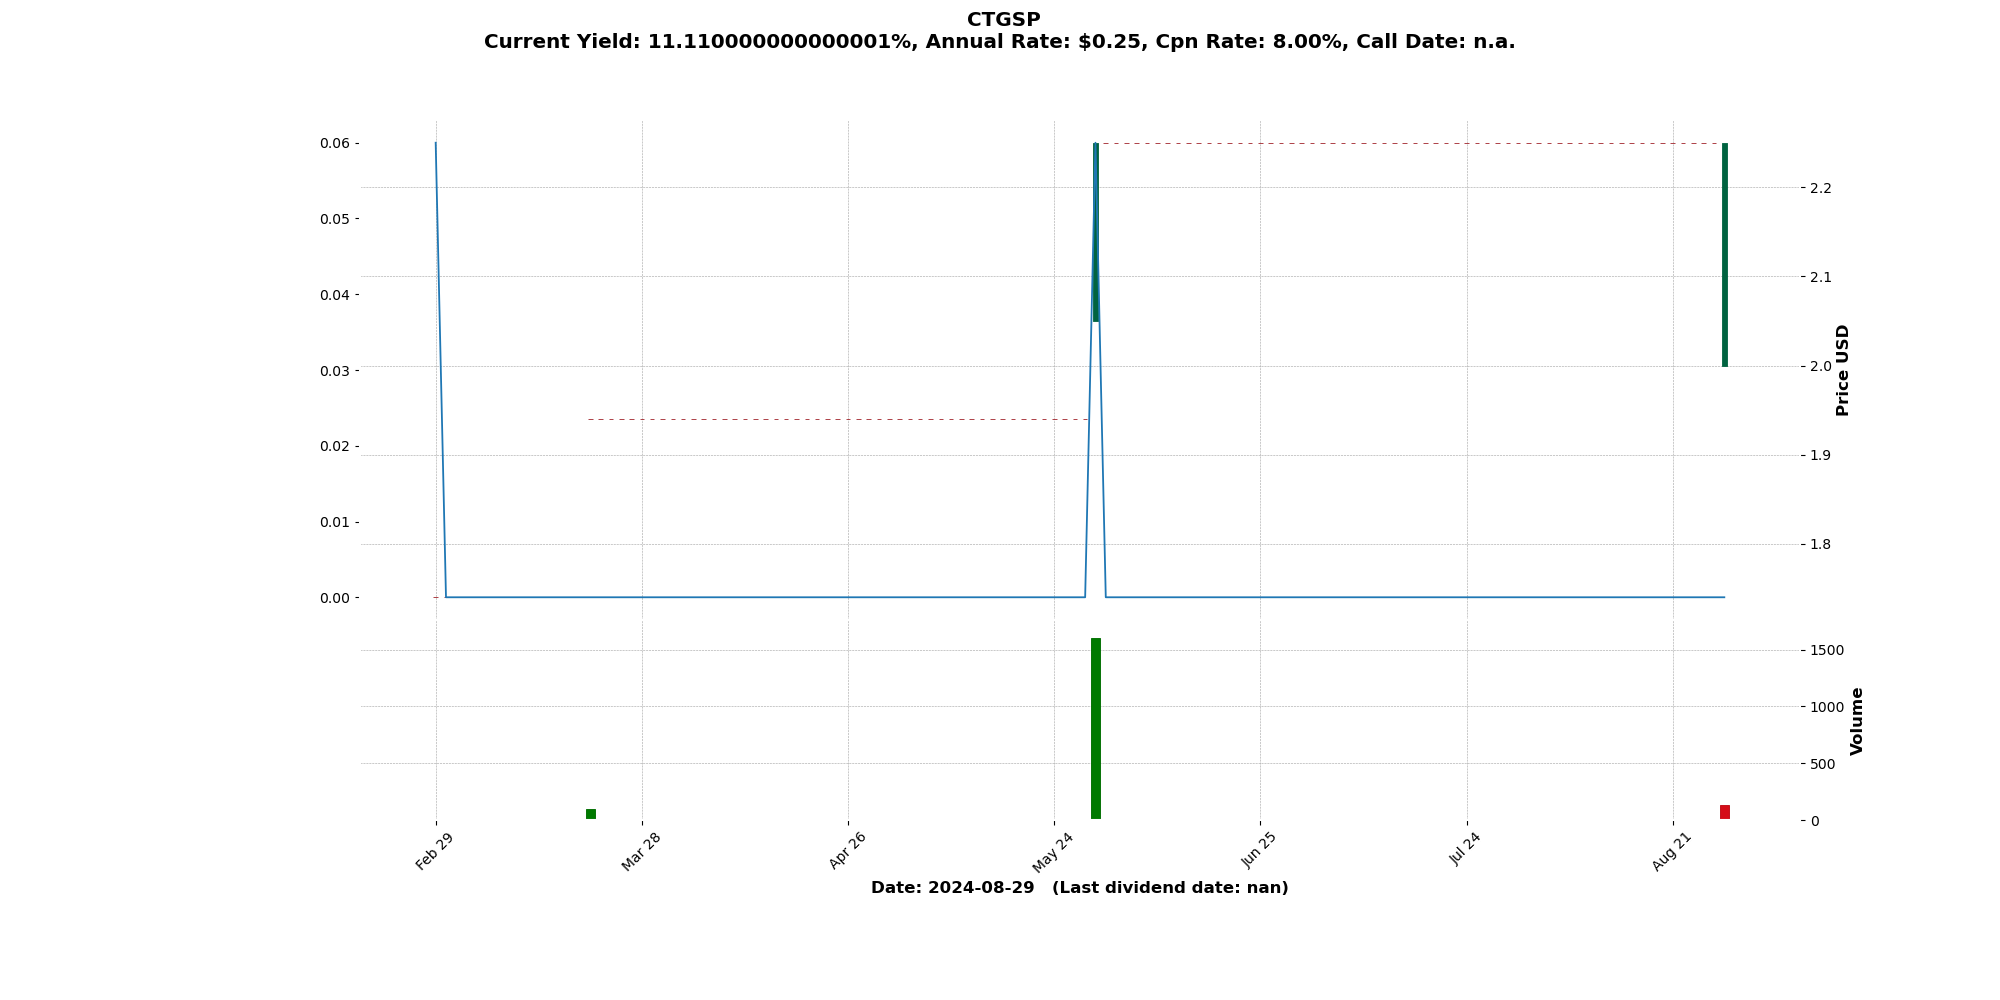 CTGSP
Current Yield: 11.110000000000001%, Annual Rate: $0.25, Cpn Rate: 8.00%, Call Date: n.a.
0.06
0.05
0.04
0.03
0.02
0.01
0.00
2.2
2.1
2.0
1.9
1.8
Price USD
1500
1000
500
0
Volume
Feb 29
Mar 28
Apr 26
May 24
Jun 25
Jul 24
Aug 21
Date: 2024-08-29 (Last dividend date: nan)